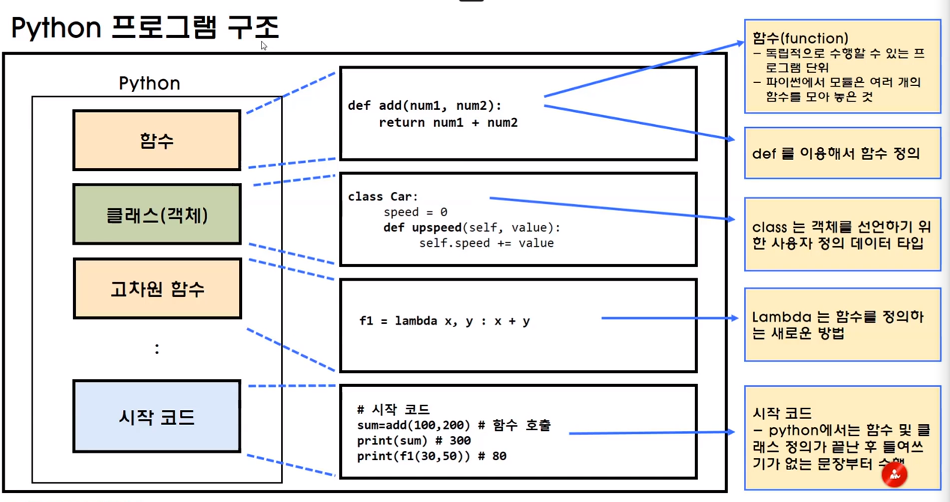 Python 프로그램 구조
Python
함수
클래스(객체)
고차원 함수
:
시작 코드
def add(num1, num2):
return num1 + num2
class Car:
speed = 0
def upspeed(self, value):
self.speed += value
f1 = lambda x, y : x + y
# 시작 코드
sum=add(100,200) # 함수 호출
print(sum) # 300
print(f1(30,50)) # 80
함수(function)
– 독립적으로 수행할 수 있는 프
로그램 단위
– 파이썬에서 모듈은 여러 개의
함수를 모아 놓은 것
def 를 이용해서 함수 정의
class 는 객체를 선언하기 위
한 사용자 정의 데이터 타입
Lambda 는 함수를 정의하
는 새로운 방법
시작 코드
– python에서는 함수 및 클
래스 정의가 끝난 후 들여쓰
기가 없는 문장부터